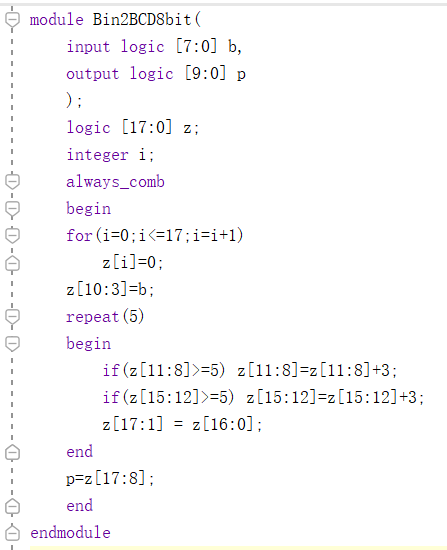 module Bin2BCD8bit(
input logic [7:0] b,
output logic [9:0] p
);
logic [17:0] z;
integer i;
always_comb
begin
for(i=0;i<=17;i=i+1)
z[i]=0;
z[10:3]=b;
repeat(5)
begin
if(z[11:8]>=5) z[11:8]=z[11:8]+3;
if(z[15:12]>=5) z[15:12]=z[15:12]+3;
z[17:1] = z[16:0];
end
p=z[17:8];
end
endmodule